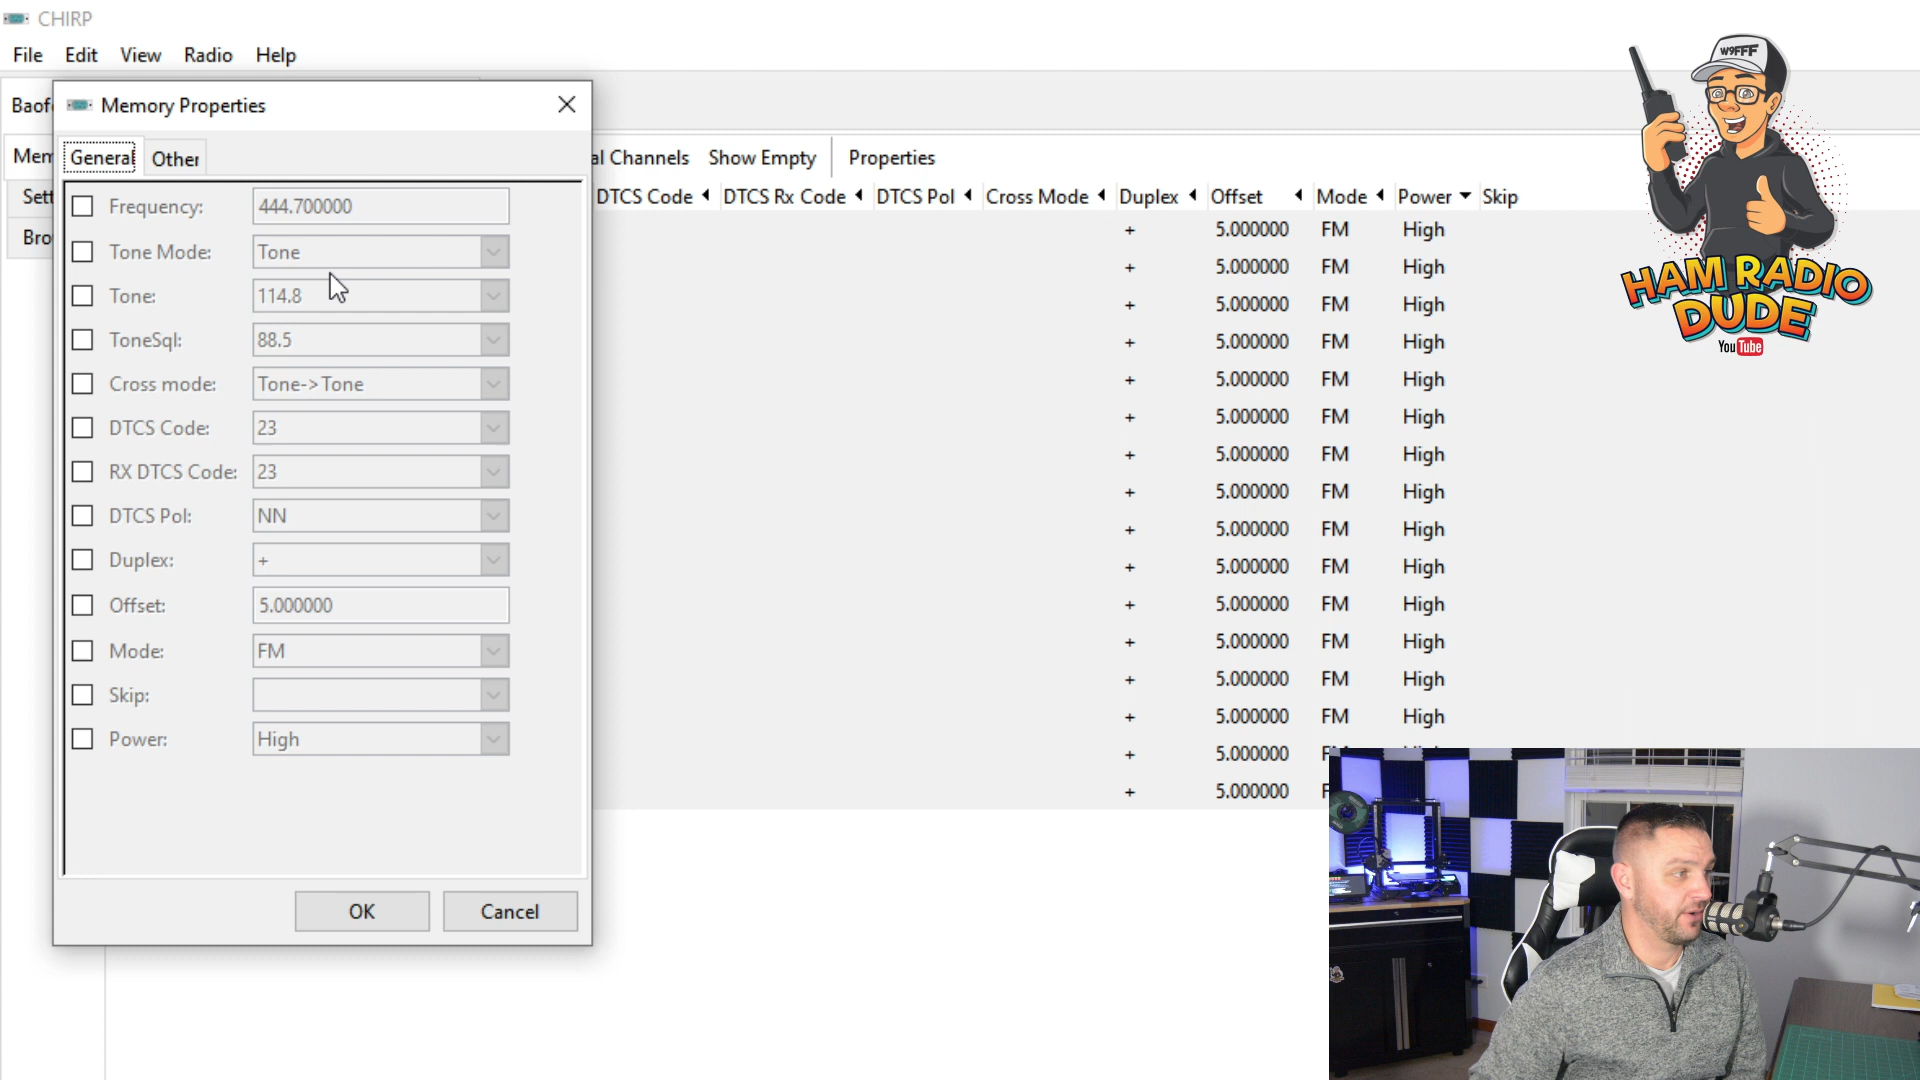 CHIRP
File Edit View Radio Help
Baof
Memory Properties
General Other
Mem
al Channels Show Empty Properties
Sett
Bro
DTCS Code DTCS Rx Code DTCS Pol Cross Mode Duplex Offset Mode Power Skip
Frequency: 444.700000
Tone Mode: Tone
Tone: 114.8
ToneSql: 88.5
Cross mode: Tone->Tone
DTCS Code: 23
RX DTCS Code: 23
DTCS Pol: NN
Duplex: +
Offset: 5.000000
Mode: FM
Skip:
Power: High
OK Cancel
+ 5.000000 FM High
+ 5.000000 FM High
+ 5.000000 FM High
+ 5.000000 FM High
+ 5.000000 FM High
+ 5.000000 FM High
+ 5.000000 FM High
+ 5.000000 FM High
+ 5.000000 FM High
+ 5.000000 FM High
+ 5.000000 FM High
+ 5.000000 FM High
+ 5.000000 FM High
+ 5.000000 FM High
+ 5.000000
+ 5.000000
W9FFF
HAM RADIO
DUDE
YouTube